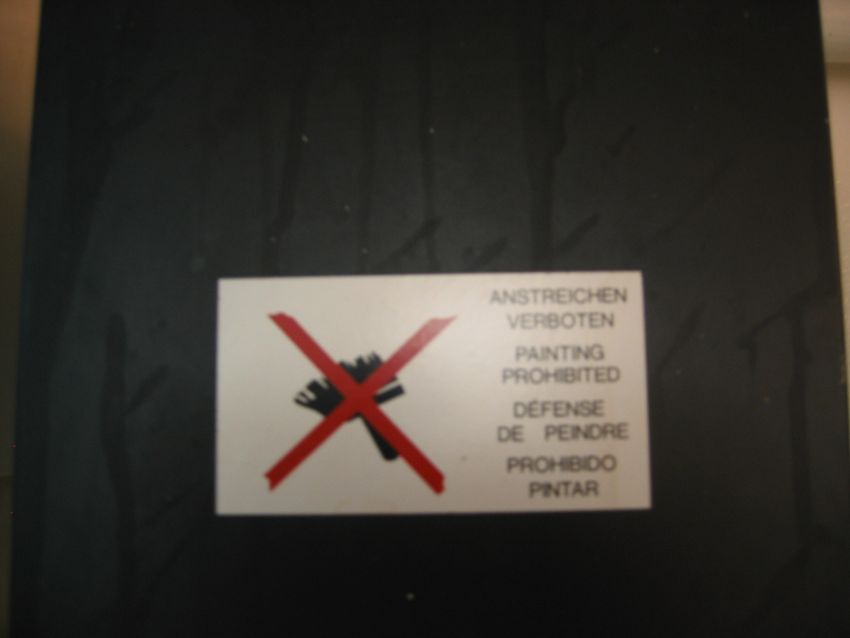 ANSTREICHEN
VERBOTEN
PAINTING
PROHIBITED
DÉFENSE
DE PEINDRE
PROHIBIDO
PINTAR